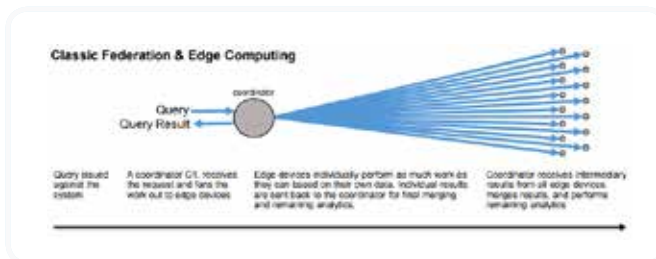 Classic Federation & Edge Computing
coordinator
Query
Query Result
Query issued
against the
system
A coordinator receives
the request and fans the
work out to edge devices
Edge devices individually perform as much work as
they can based on their own data. Individual results
are sent back to the coordinator for final merging
and remaining analytics
Coordinator receives intermediary
results from all edge devices,
merges results, and performs
remaining analytics